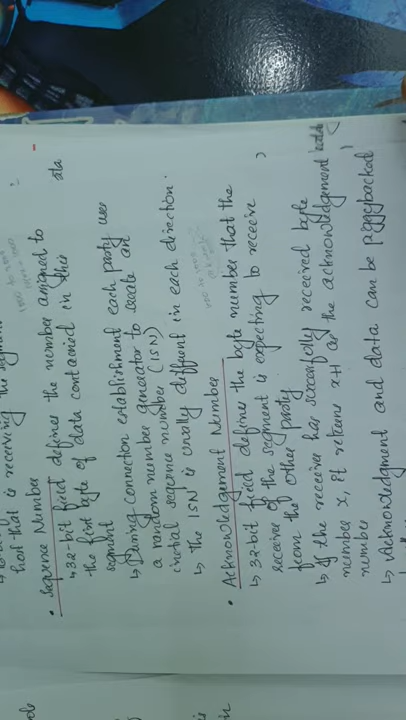 host that is receiving the segment
• Sequence Number
↳ 32-bit field defines the number assigned to
the first byte of data contained in this
segment
↳ During connection establishment each party uses
a random number generator to create an
initial sequence number (ISN)
↳ the ISN is usually different in each direction.
• Acknowledgment Number
↳ 32-bit field defines the byte number that the
receiver of the segment is expecting to receive
from the other party
↳ If the receiver has successfully received byte
number x, it returns x+1 as the acknowledgement
number
↳ Acknowledgment and data can be piggybacked